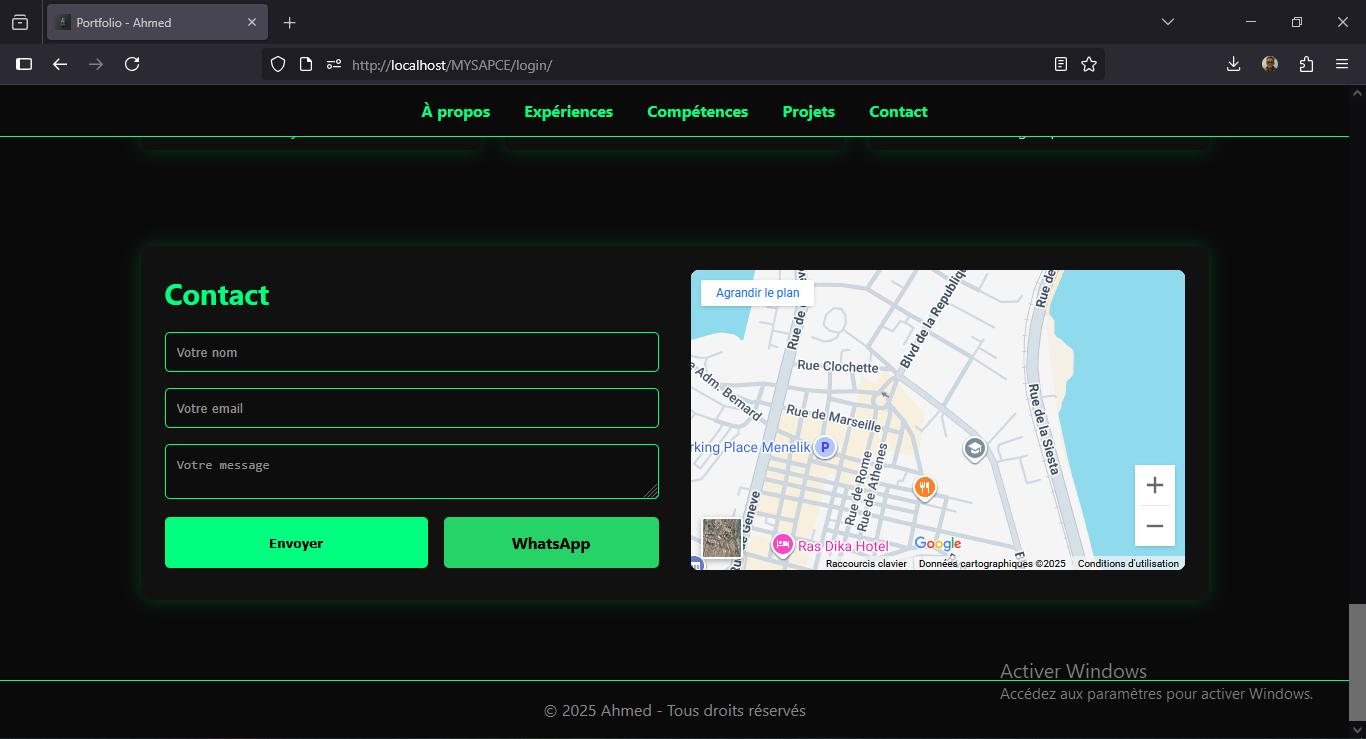 Portfolio - Ahmed
http://localhost/MYSAPCE/login/
À propos Expériences Compétences Projets Contact
Contact
Votre nom
Votre email
Votre message
Envoyer WhatsApp
Agrandir le plan
Rue de
Rue de
Blvd de la République
Rue Clochette
Rue Adm. Bernard
Rue de Marseille
Rue de la Siesta
rking Place Menelik
P
Rue de Rome
Rue de Athenes
Rue de Geneve
Ras Dika Hotel
Google
Raccourcis clavier Données cartographiques ©2025 Conditions d'utilisation
Activer Windows
Accédez aux paramètres pour activer Windows.
© 2025 Ahmed - Tous droits réservés